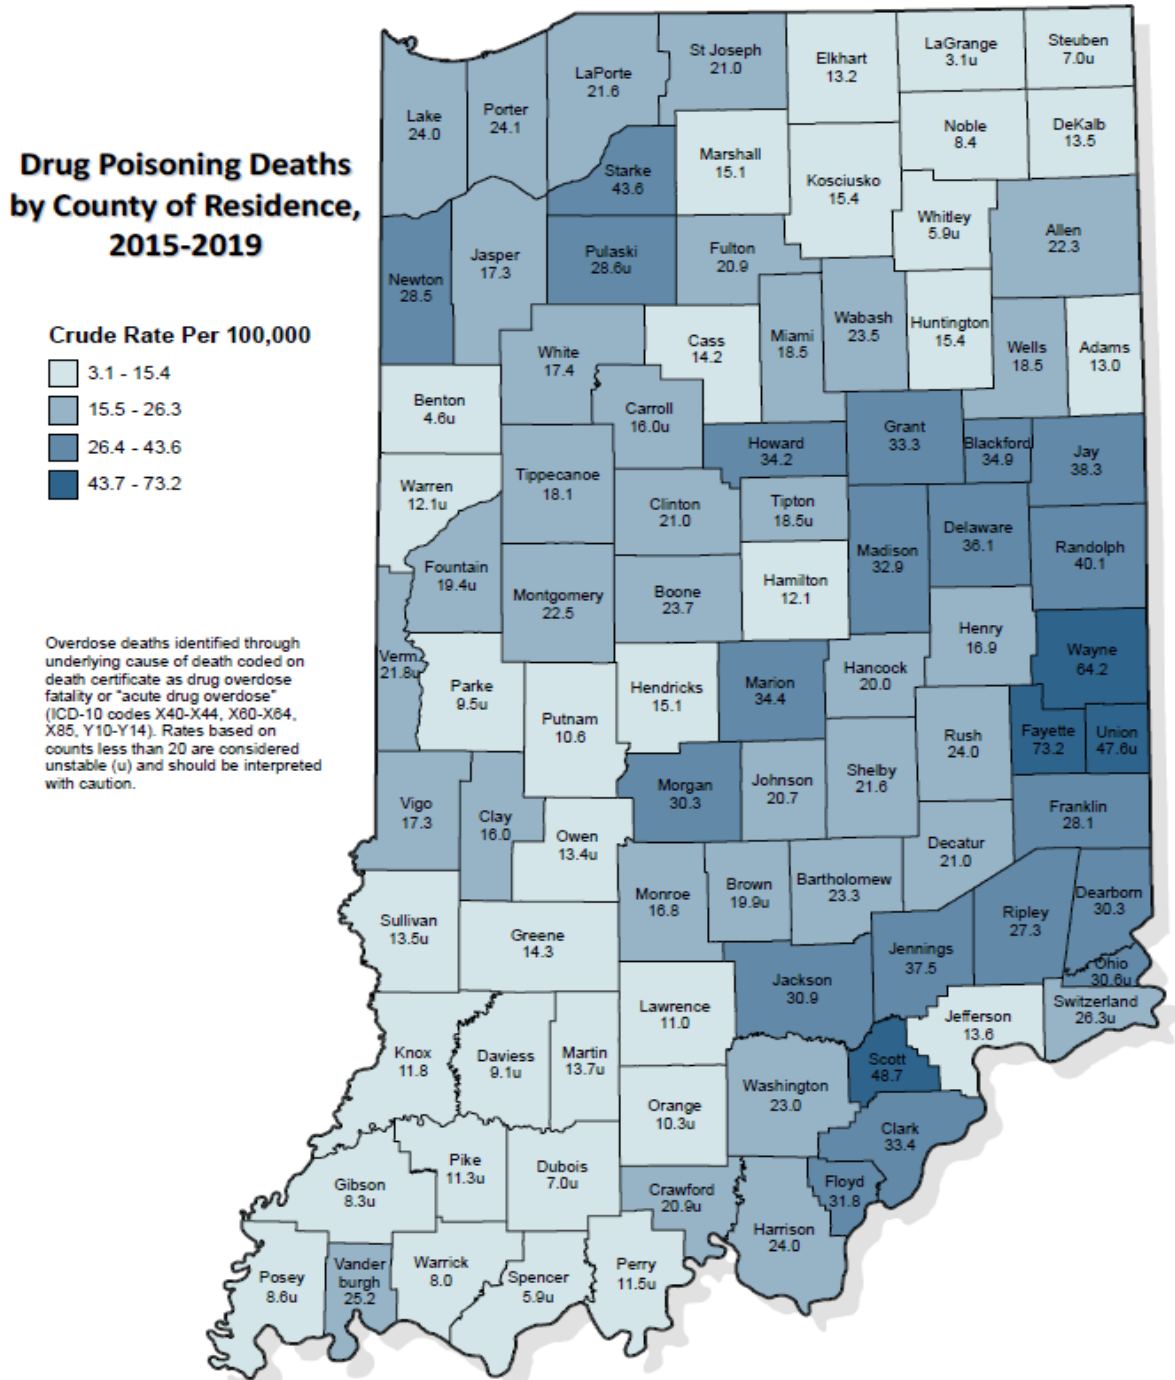 Drug Poisoning Deaths
by County of Residence,
2015-2019
Crude Rate Per 100,000
3.1 - 15.4
15.5 - 26.3
26.4 - 43.6
43.7 - 73.2
Overdose deaths identified through
underlying cause of death coded on
death certificate as drug overdose
fatality or "acute drug overdose"
(ICD-10 codes X40-X44, X60-X64,
X85, Y10-Y14). Rates based on
counts less than 20 are considered
unstable (u) and should be interpreted
with caution.
Lake
24.0
Porter
24.1
LaPorte
21.6
St Joseph
21.0
Elkhart
13.2
LaGrange
3.1u
Steuben
7.0u
Noble
8.4
DeKalb
13.5
Starke
43.6
Marshall
15.1
Kosciusko
15.4
Whitley
5.9u
Allen
22.3
Newton
28.5
Jasper
17.3
Pulaski
28.6u
Fulton
20.9
Miami
18.5
Wabash
23.5
Huntington
15.4
Wells
18.5
Adams
13.0
White
17.4
Cass
14.2
Benton
4.6u
Carroll
16.0u
Howard
34.2
Grant
33.3
Blackford
34.9
Jay
38.3
Warren
12.1u
Tippecanoe
18.1
Clinton
21.0
Tipton
18.5u
Madison
32.9
Delaware
36.1
Randolph
40.1
Fountain
19.4u
Montgomery
22.5
Boone
23.7
Hamilton
12.1
Henry
16.9
Wayne
64.2
Verm.
21.8u
Parke
9.5u
Putnam
10.6
Hendricks
15.1
Marion
34.4
Hancock
20.0
Rush
24.0
Fayette
73.2
Union
47.6u
Vigo
17.3
Clay
16.0
Owen
13.4u
Morgan
30.3
Johnson
20.7
Shelby
21.6
Franklin
28.1
Decatur
21.0
Monroe
16.8
Brown
19.9u
Bartholomew
23.3
Ripley
27.3
Dearborn
30.3
Sullivan
13.5u
Greene
14.3
Jackson
30.9
Jennings
37.5
Ohio
30.6u
Lawrence
11.0
Jefferson
13.6
Switzerland
26.3u
Knox
11.8
Daviess
9.1u
Martin
13.7u
Orange
10.3u
Washington
23.0
Scott
48.7
Clark
33.4
Gibson
8.3u
Pike
11.3u
Dubois
7.0u
Crawford
20.9u
Harrison
24.0
Floyd
31.8
Posey
8.6u
Vander
burgh
25.2
Warrick
8.0
Spencer
5.9u
Perry
11.5u